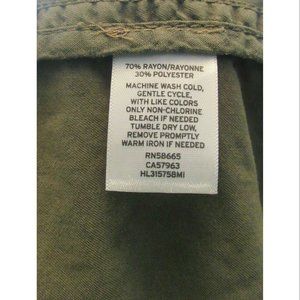 70% RAYON/RAYONNE
30% POLYESTER
MACHINE WASH COLD,
GENTLE CYCLE,
WITH LIKE COLORS
ONLY NON-CHLORINE
BLEACH IF NEEDED
TUMBLE DRY LOW,
REMOVE PROMPTLY
WARM IRON IF NEEDED
RN58665
CA57963
HL315758MI